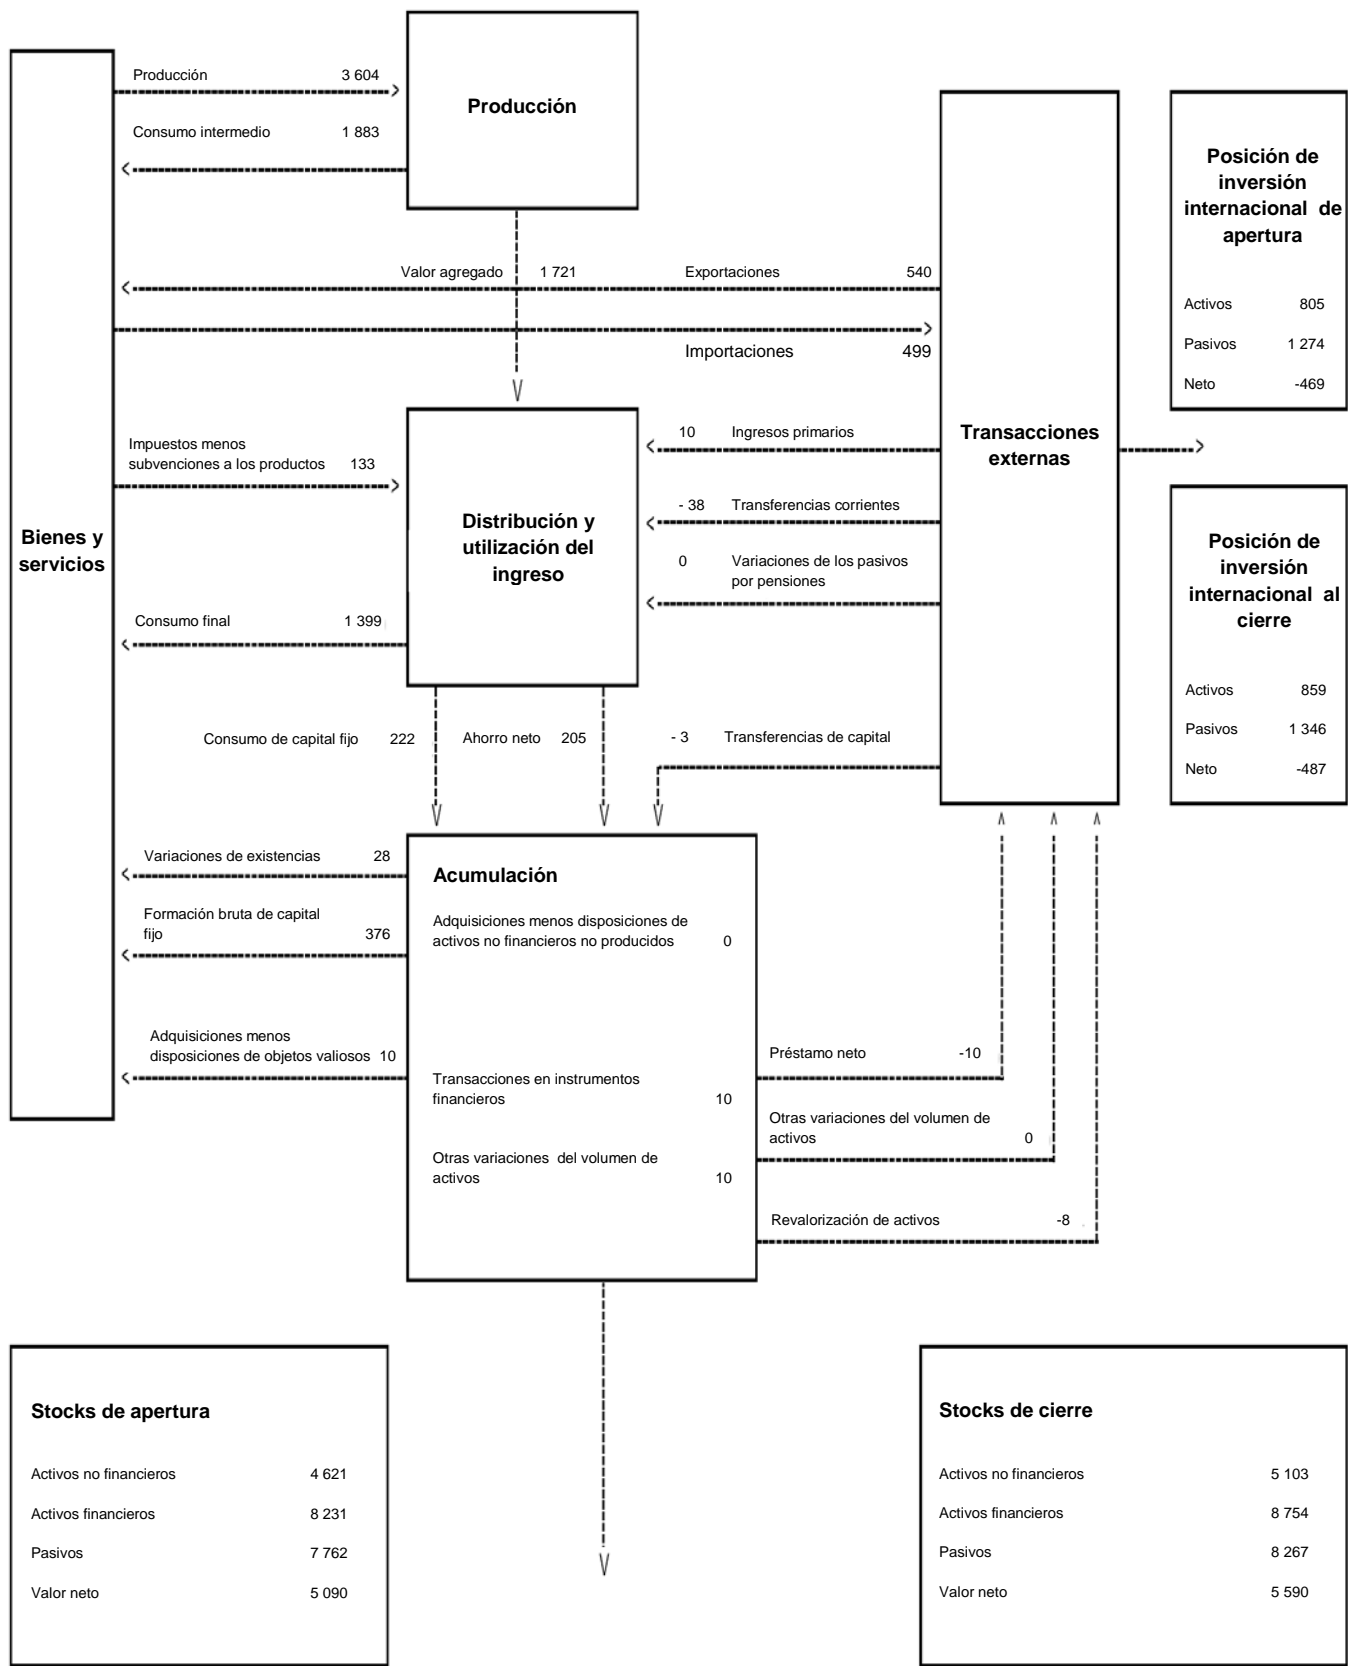 Producción 3 604
Producción
Consumo intermedio 1 883
Posición de
inversión
internacional de
apertura
Valor agregado 1 721 Exportaciones 540
Activos 805
Importaciones 499
Pasivos 1 274
Neto -469
Impuestos menos
subvenciones a los productos 133
10 Ingresos primarios
Transacciones
externas
- 38 Transferencias corrientes
Distribución y
utilización del
ingreso
Bienes y
servicios
0 Variaciones de los pasivos
por pensiones
Posición de
inversión
internacional al
cierre
Consumo final 1 399
Activos 859
Pasivos 1 346
Neto -487
Consumo de capital fijo 222 Ahorro neto 205 - 3 Transferencias de capital
Variaciones de existencias 28
Acumulación
Formación bruta de capital
fijo 376
Adquisiciones menos disposiciones de
activos no financieros no producidos 0
Adquisiciones menos
disposiciones de objetos valiosos 10
Préstamo neto -10
Transacciones en instrumentos
financieros 10
Otras variaciones del volumen de
activos 0
Otras variaciones del volumen de
activos 10
Revalorización de activos -8
Stocks de apertura
Activos no financieros 4 621
Activos financieros 8 231
Pasivos 7 762
Valor neto 5 090
Stocks de cierre
Activos no financieros 5 103
Activos financieros 8 754
Pasivos 8 267
Valor neto 5 590